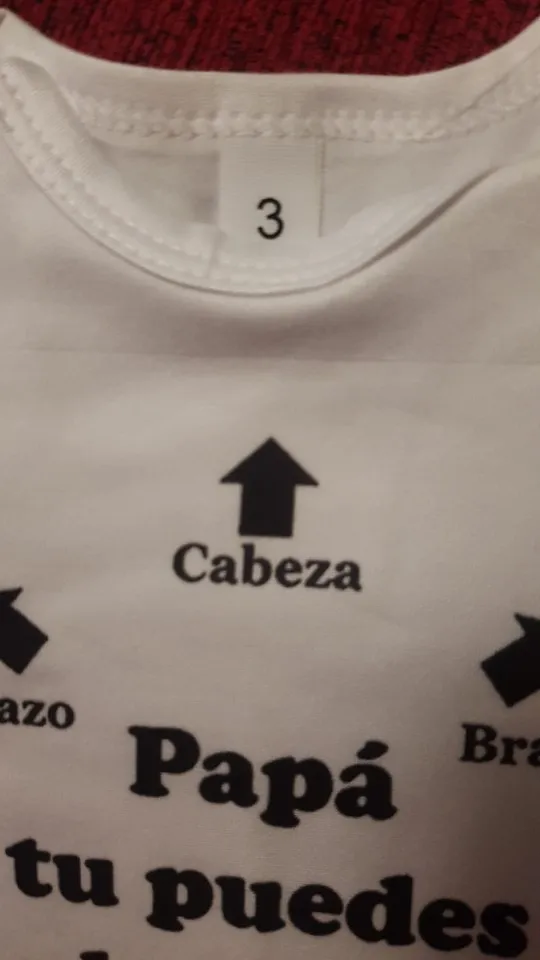 3
Cabeza
azo
Bra
Papá
tu puedes